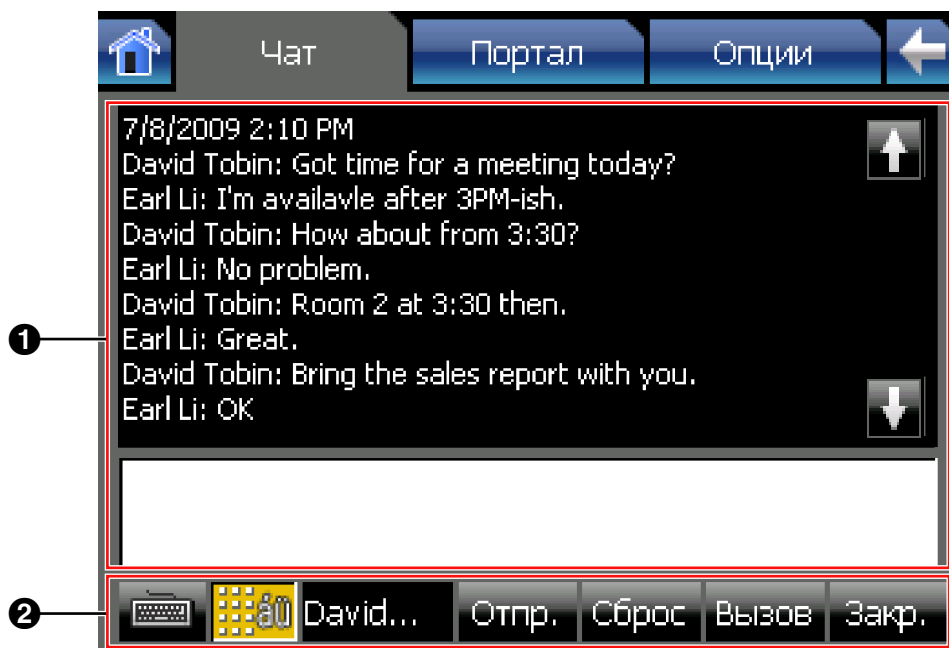 Чат Портал Опции
7/8/2009 2:10 PM
David Tobin: Got time for a meeting today?
Earl Li: I'm availavle after 3PM-ish.
David Tobin: How about from 3:30?
Earl Li: No problem.
David Tobin: Room 2 at 3:30 then.
❶
Earl Li: Great.
David Tobin: Bring the sales report with you.
Earl Li: OK
❷ áü David... Отпр. Сброс Вызов Закр.